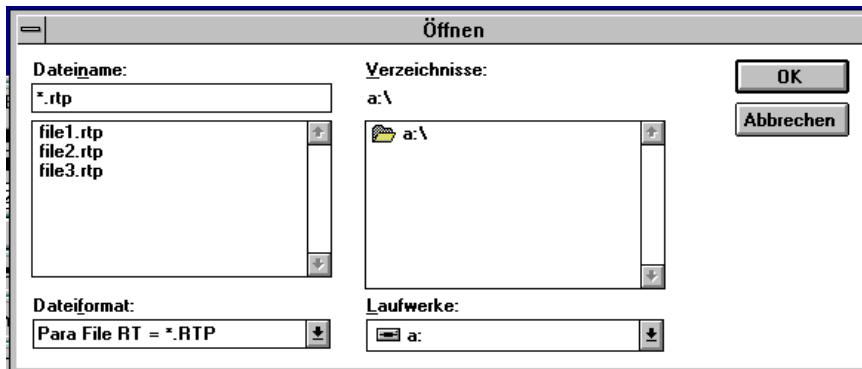 Öffnen
Dateiname:
*.rtp
file1.rtp
file2.rtp
file3.rtp
Dateiformat:
Para File RT = *.RTP
Verzeichnisse:
a:\
a:\
Laufwerke:
a:
OK
Abbrechen